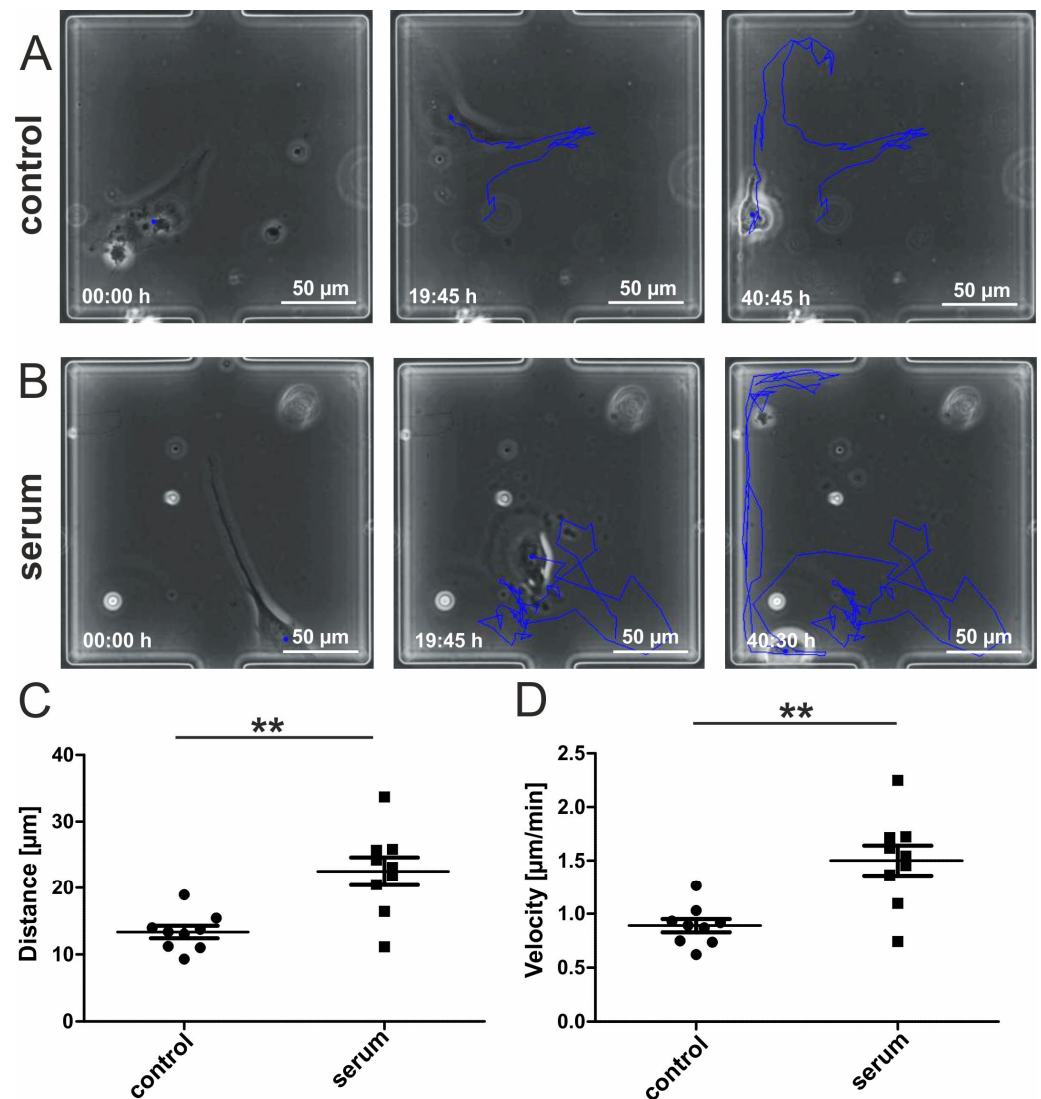 A
control
00:00 h
50 µm
19:45 h
50 µm
40:45 h
50 µm
B
serum
00:00 h
50 µm
19:45 h
50 µm
40:30 h
50 µm
C
**
Distance [µm]
40
30
20
10
0
control
serum
D
**
Velocity [µm/min]
2.5
2.0
1.5
1.0
0.5
0.0
control
serum